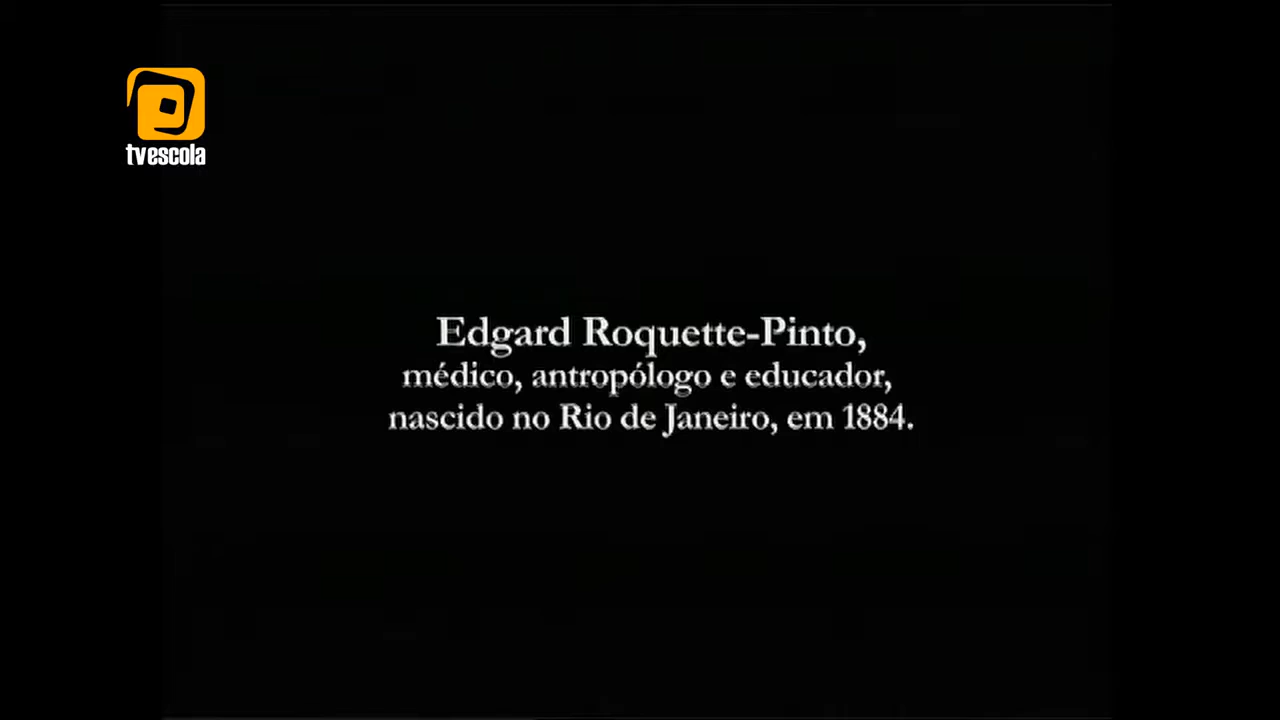 tvescola
Edgard Roquette-Pinto,
médico, antropólogo e educador,
nascido no Rio de Janeiro, em 1884.